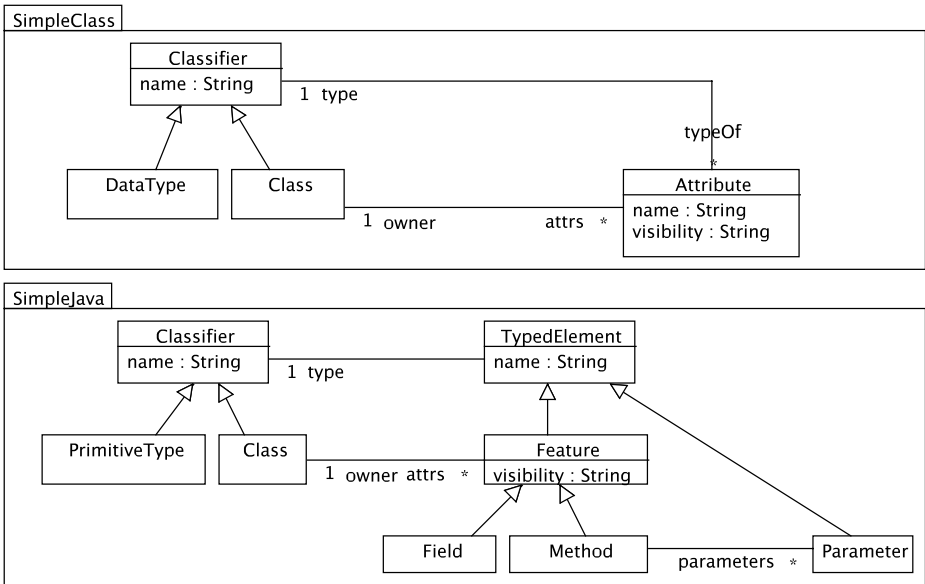 SimpleClass
Classifier
name : String
1 type
typeOf
*
DataType
Class
Attribute
name : String
visibility : String
1 owner
attrs *
SimpleJava
Classifier
name : String
TypedElement
name : String
1 type
PrimitiveType
Class
Feature
visibility : String
1 owner attrs *
Field
Method
Parameter
parameters *